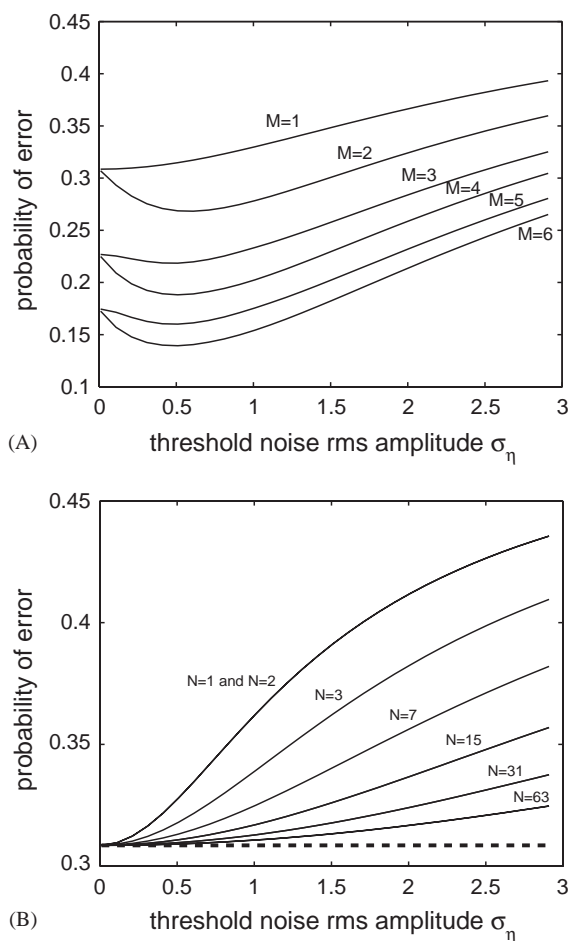 0.45
0.4
0.35
0.3
0.25
0.2
0.15
0.1
probability of error
M=1
M=2
M=3
M=4
M=5
M=6
0 0.5 1 1.5 2 2.5 3
(A) threshold noise rms amplitude σ_η
0.45
0.4
0.35
0.3
probability of error
N=1 and N=2
N=3
N=7
N=15
N=31
N=63
0 0.5 1 1.5 2 2.5 3
(B) threshold noise rms amplitude σ_η